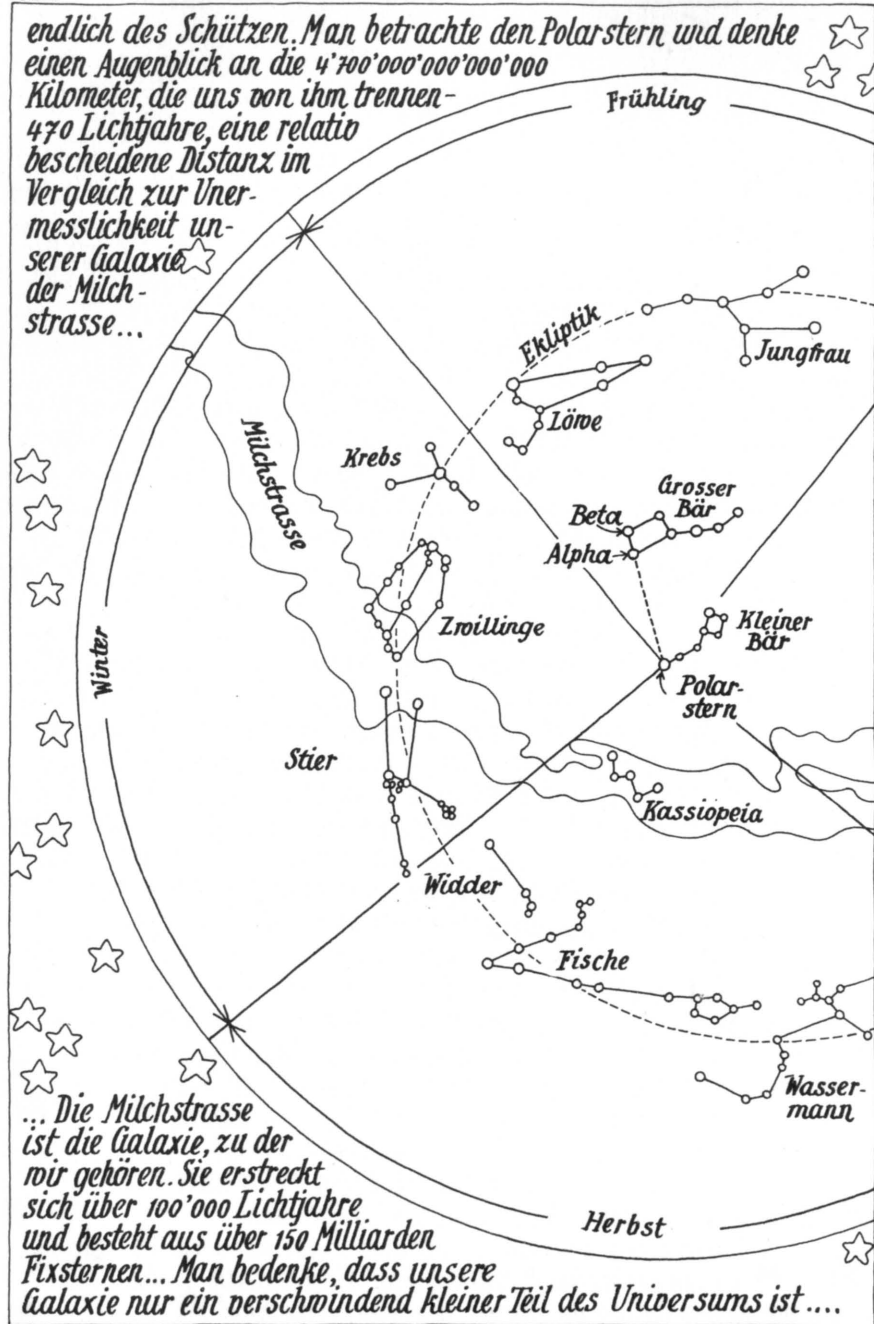 endlich des Schützen. Man betrachte den Polarstern und denke
einen Augenblick an die 4'700'000'000'000'000
Kilometer, die uns von ihm trennen-
470 Lichtjahre, eine relativ
bescheidene Distanz im
Vergleich zur Uner-
messlichkeit un-
serer Galaxie,
der Milch-
strasse...
Frühling
Ekliptik
Jungfrau
Löwe
Milchstrasse
Krebs
Grosser
Bär
Beta
Alpha
Zwillinge
Kleiner
Bär
Winter
Polar-
stern
Stier
Kassiopeia
Widder
Fische
Wasser-
mann
... Die Milchstrasse
ist die Galaxie, zu der
wir gehören. Sie erstreckt
sich über 100'000 Lichtjahre
und besteht aus über 150 Milliarden
Fixsternen... Man bedenke, dass unsere
Galaxie nur ein verschwindend kleiner Teil des Universums ist....
Herbst